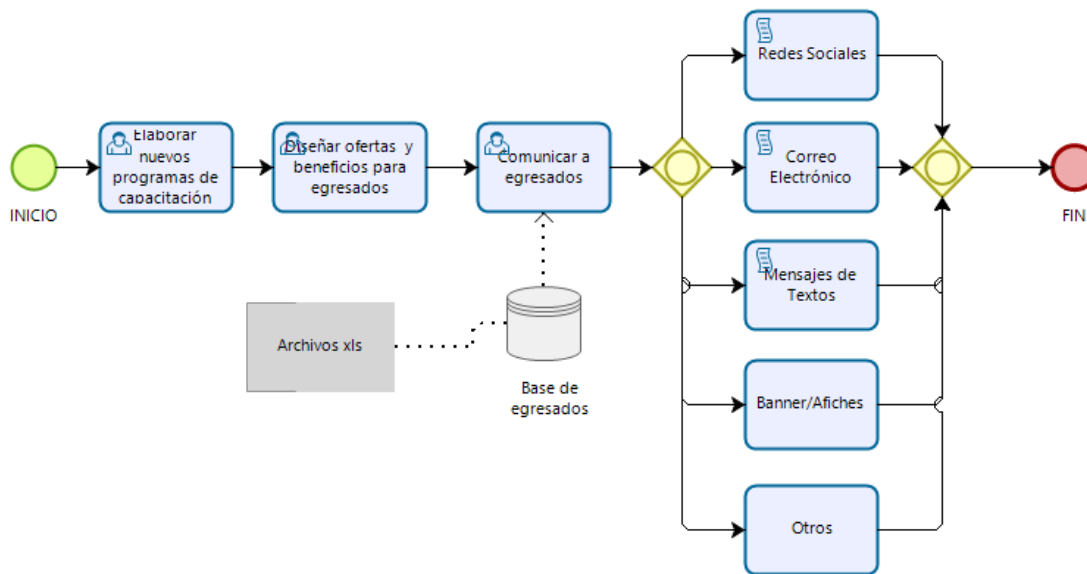 INICIO
Elaborar
nuevos
programas de
capacitación
Diseñar ofertas y
beneficios para
egresados
Comunicar a
egresados
Archivos xls
Base de
egresados
Redes Sociales
Correo
Electrónico
Mensajes de
Textos
Banner/Afiches
Otros
FIN